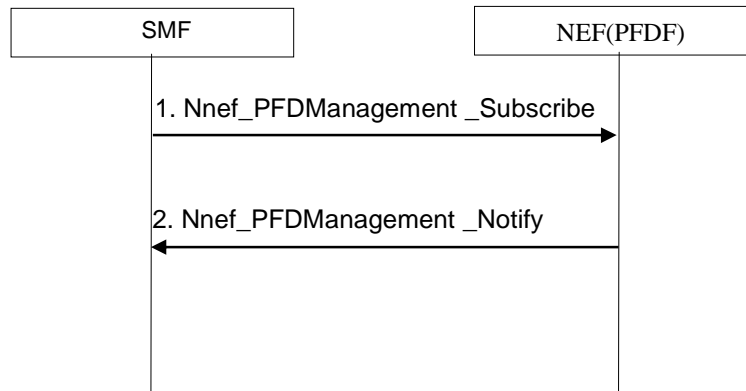 SMF
NEF(PFDF)
1. Nnef_PFDManagement _Subscribe
2. Nnef_PFDManagement _Notify